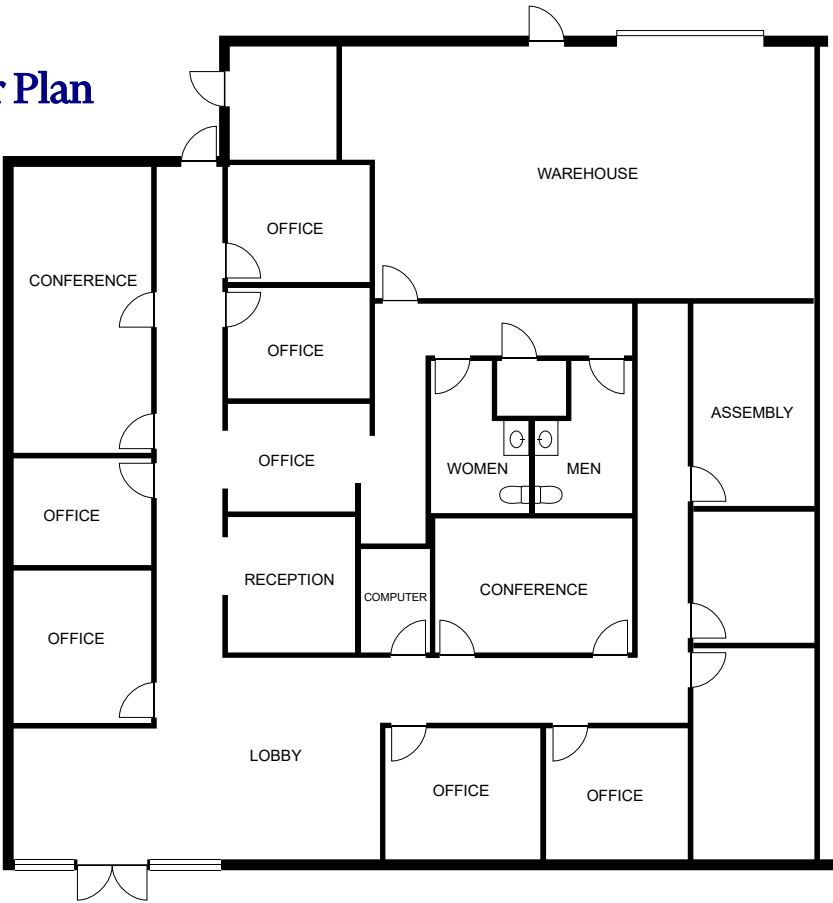 r Plan
WAREHOUSE
OFFICE
CONFERENCE
OFFICE
ASSEMBLY
OFFICE
WOMEN
MEN
OFFICE
RECEPTION
CONFERENCE
COMPUTER
OFFICE
LOBBY
OFFICE
OFFICE